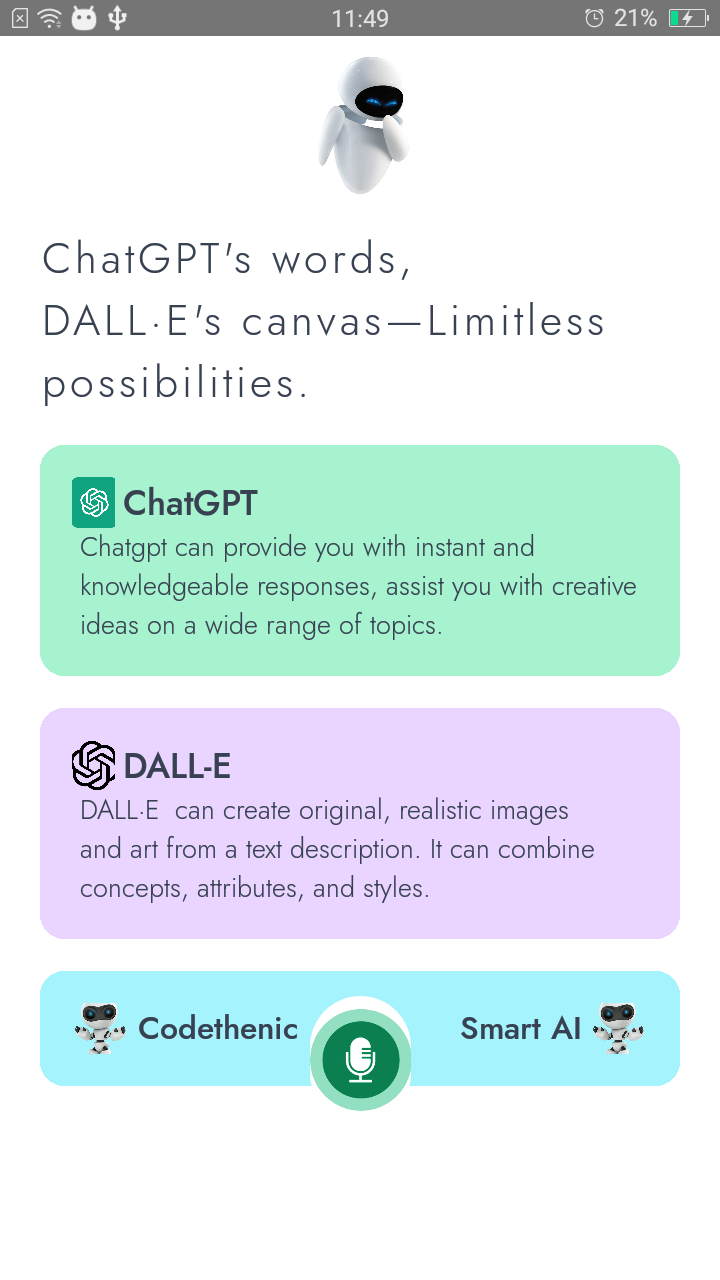 11:49
21%
ChatGPT's words,
DALL·E's canvas—Limitless
possibilities.
ChatGPT
Chatgpt can provide you with instant and
knowledgeable responses, assist you with creative
ideas on a wide range of topics.
DALL-E
DALL·E  can create original, realistic images
and art from a text description. It can combine
concepts, attributes, and styles.
Codethenic
Smart AI